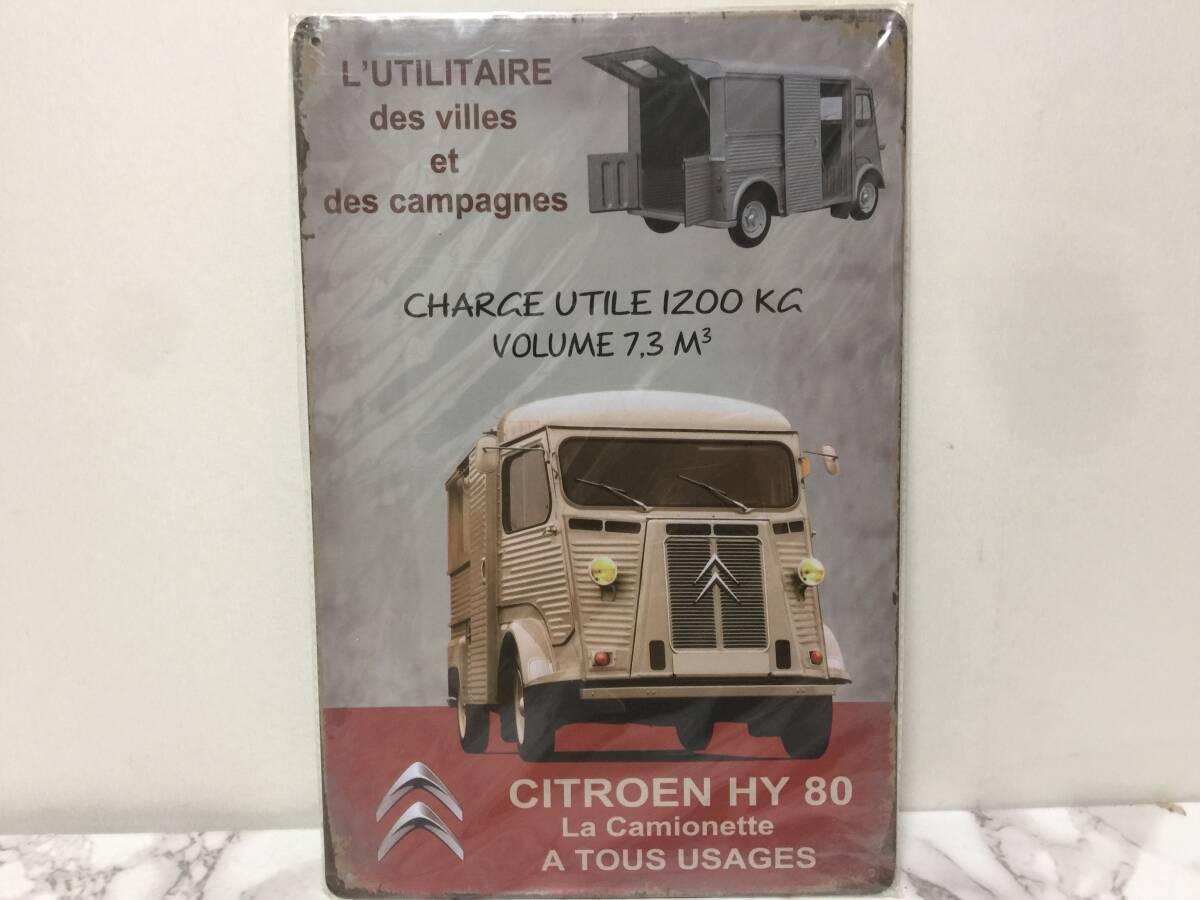 L'UTILITAIRE
des villes
et
des campagnes
CHARGE UTILE 1200 KG
VOLUME 7,3 M³
CITROEN HY 80
La Camionette
A TOUS USAGES